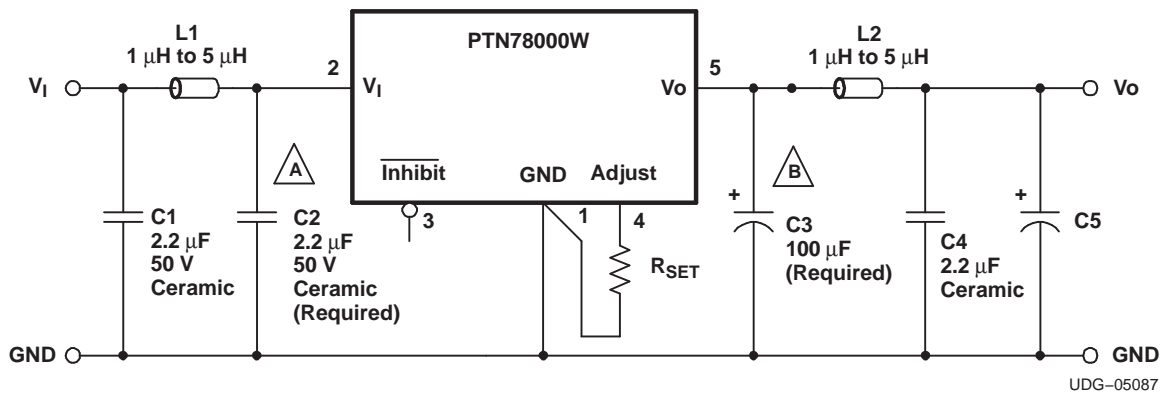 PTN78000W
L1
1 μH to 5 μH
2
VI
VI
Vo
5
L2
1 μH to 5 μH
Vo
A
Inhibit
GND
Adjust
3
1
4
B
C1
2.2 μF
50 V
Ceramic
C2
2.2 μF
50 V
Ceramic
(Required)
RSET
+
C3
100 μF
(Required)
C4
2.2 μF
Ceramic
+
C5
GND
GND
UDG–05087